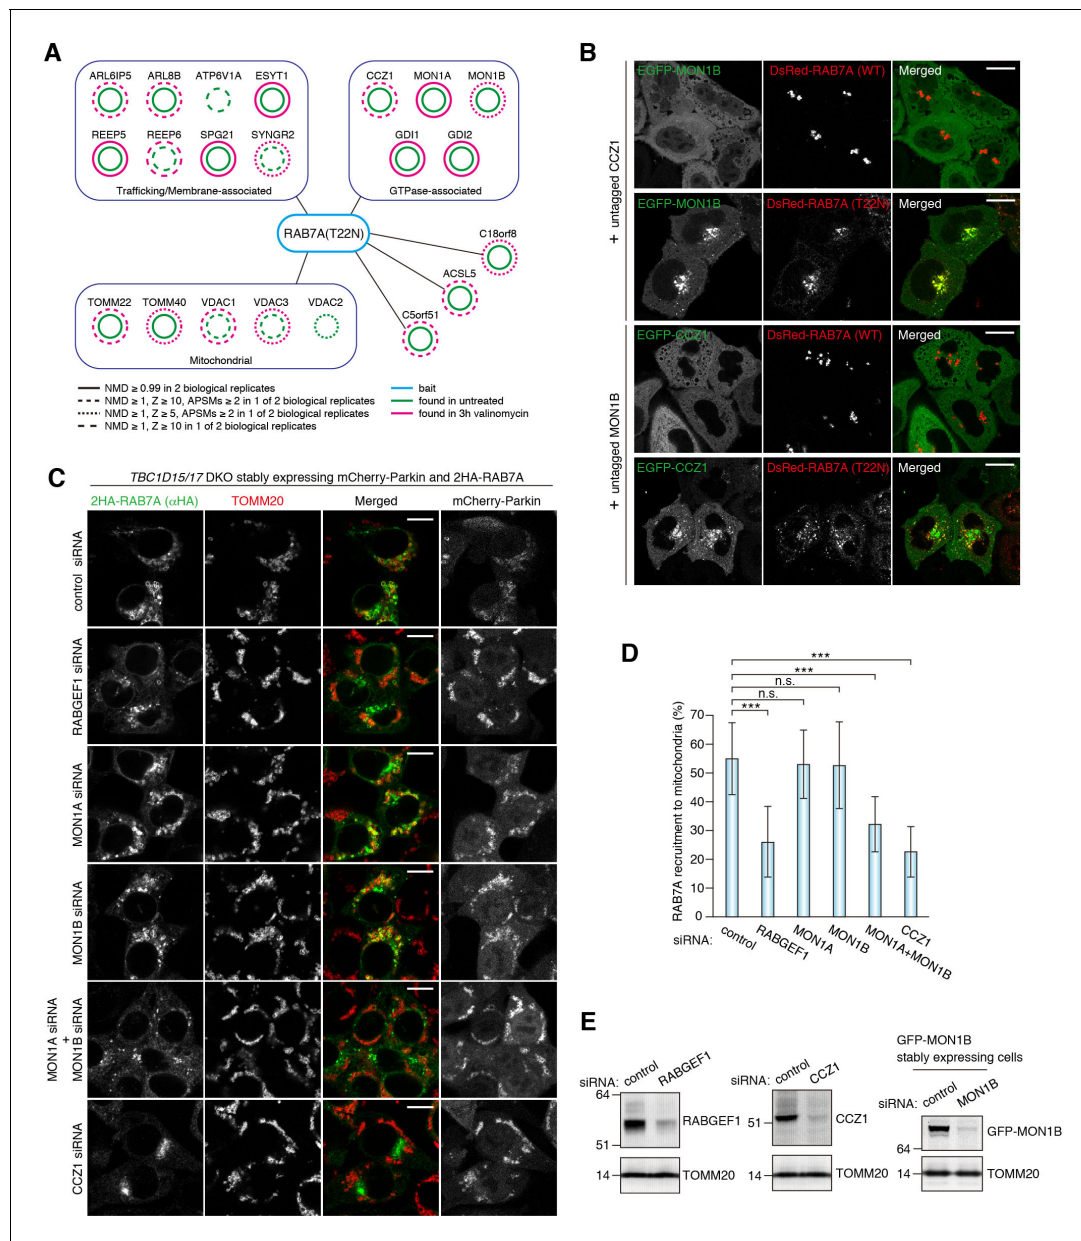 A
ARL6IP5 ARL8B ATP6V1A ESYT1
REEP5 REEP6 SPG21 SYNGR2
Trafficking/Membrane-associated
CCZ1 MON1A MON1B
GDI1 GDI2
GTPase-associated
RAB7A(T22N)
C18orf8
ACSL5
C5orf51
TOMM22 TOMM40 VDAC1 VDAC3 VDAC2
Mitochondrial
NMD ≥ 0.99 in 2 biological replicates
NMD ≥ 1, Z ≥ 10, APSMs ≥ 2 in 1 of 2 biological replicates
NMD ≥ 1, Z ≥ 5, APSMs ≥ 2 in 1 of 2 biological replicates
NMD ≥ 1, Z ≥ 10 in 1 of 2 biological replicates
bait
found in untreated
found in 3h valinomycin
B
+ untagged CCZ1
EGFP-MON1B DsRed-RAB7A (WT) Merged
EGFP-MON1B DsRed-RAB7A (T22N) Merged
+ untagged MON1B
EGFP-CCZ1 DsRed-RAB7A (WT) Merged
EGFP-CCZ1 DsRed-RAB7A (T22N) Merged
C
TBC1D15/17 DKO stably expressing mCherry-Parkin and 2HA-RAB7A
2HA-RAB7A (αHA) TOMM20 Merged mCherry-Parkin
control siRNA
RABGEF1 siRNA
MON1A siRNA
MON1B siRNA
MON1A siRNA
+
MON1B siRNA
CCZ1 siRNA
D
***
***
n.s.
n.s.
***
RAB7A recruitment to mitochondria (%)
70
60
50
40
30
20
10
0
siRNA: control RABGEF1 MON1A MON1B MON1A+MON1B CCZ1
E
siRNA: control RABGEF1
64
RABGEF1
51
14 TOMM20
siRNA: control CCZ1
51 CCZ1
14 TOMM20
GFP-MON1B
stably expressing cells
siRNA: control MON1B
GFP-MON1B
64
14 TOMM20